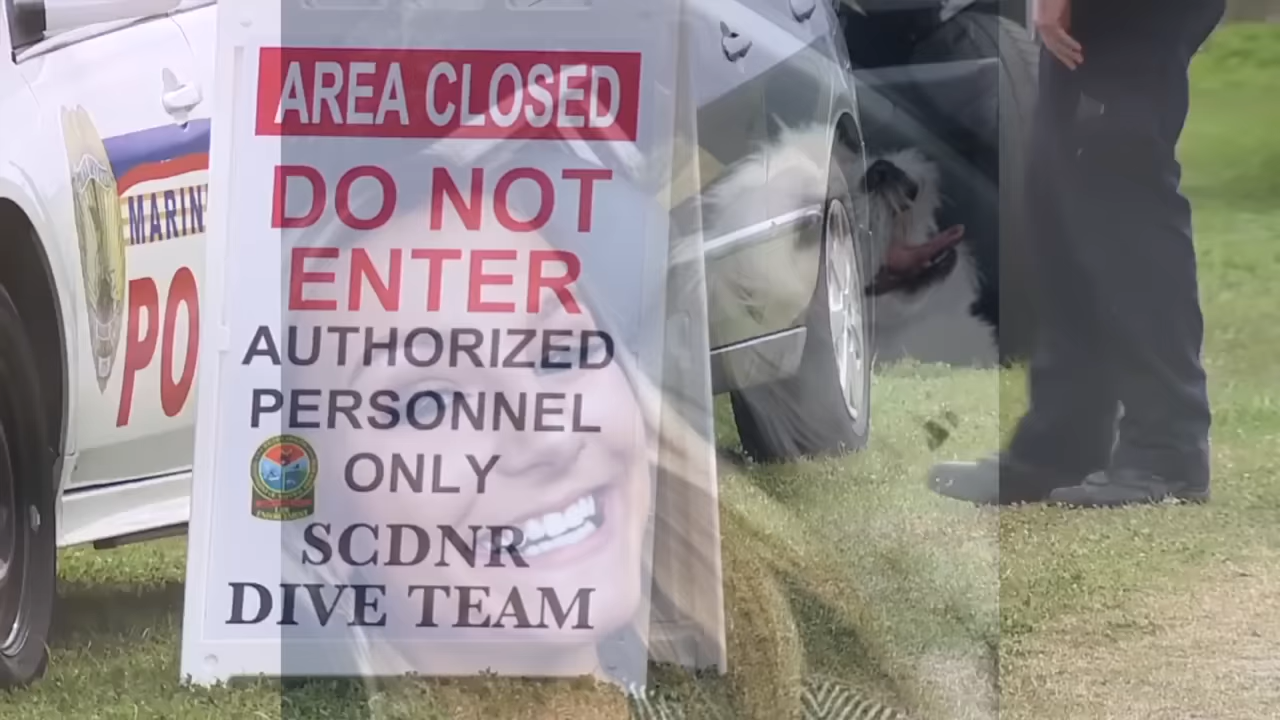 AREA CLOSED
DO NOT
ENTER
AUTHORIZED
PERSONNEL
ONLY
SCDNR
DIVE TEAM
MARIN
PO